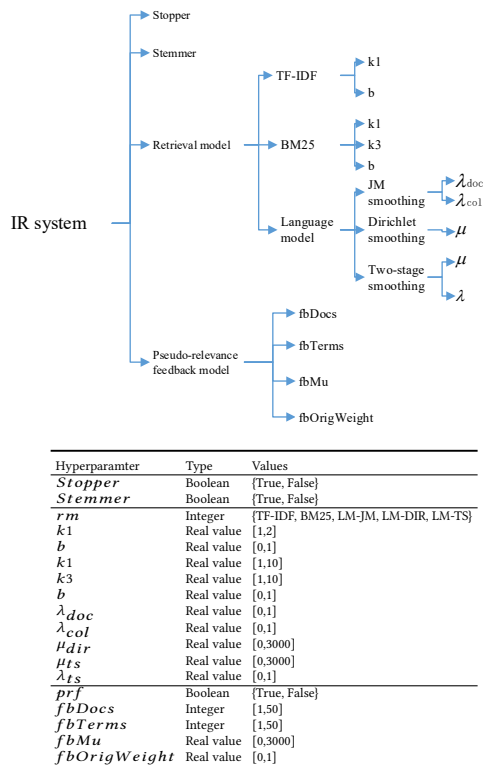 Stopper
Stemmer
TF-IDF
k1
b
Retrieval model
BM25
k1
k3
b
IR system
Language
model
JM
smoothing
λdoc
λcol
Dirichlet
smoothing
μ
Two-stage
smoothing
μ
λ
Pseudo-relevance
feedback model
fbDocs
fbTerms
fbMu
fbOrigWeight
Hyperparamter Type Values
Stopper Boolean {True, False}
Stemmer Boolean {True, False}
rm Integer {TF-IDF, BM25, LM-JM, LM-DIR, LM-TS}
k1 Real value [1,2]
b Real value [0,1]
k1 Real value [1,10]
k3 Real value [1,10]
b Real value [0,1]
λdoc Real value [0,1]
λcol Real value [0,1]
μdir Real value [0,3000]
μts Real value [0,3000]
λts Real value [0,1]
prf Boolean {True, False}
fbDocs Integer [1,50]
fbTerms Integer [1,50]
fbMu Real value [0,3000]
fbOrigWeight Real value [0,1]